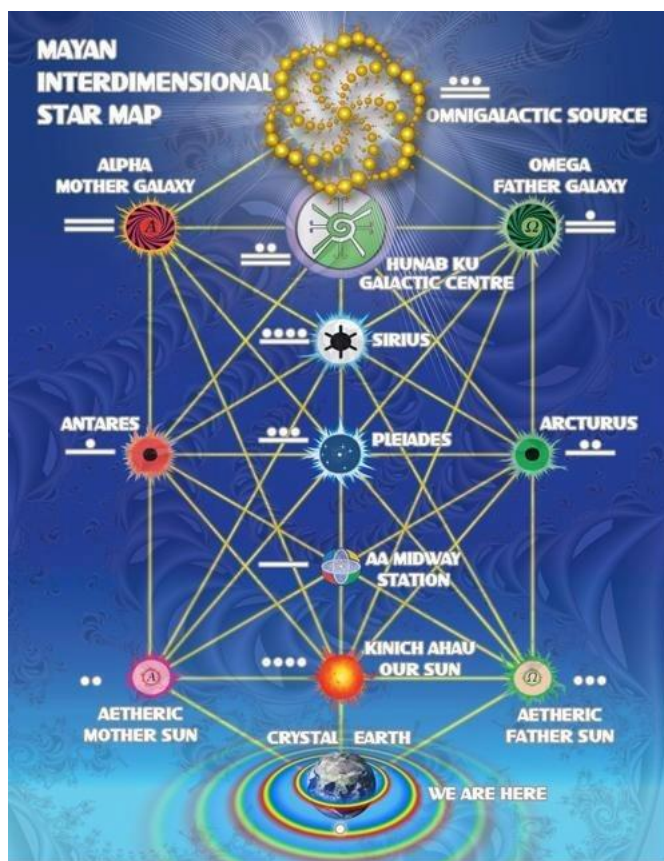 MAYAN
INTERDIMENSIONAL
STAR MAP
OMNIGALACTIC SOURCE
ALPHA
MOTHER GALAXY
OMEGA
FATHER GALAXY
A
Ω
HUNAB KU
GALACTIC CENTRE
SIRIUS
ANTARES
PLEIADES
ARCTURUS
AA MIDWAY
STATION
KINICH AHAU
OUR SUN
A
Ω
AETHERIC
MOTHER SUN
AETHERIC
FATHER SUN
CRYSTAL EARTH
WE ARE HERE